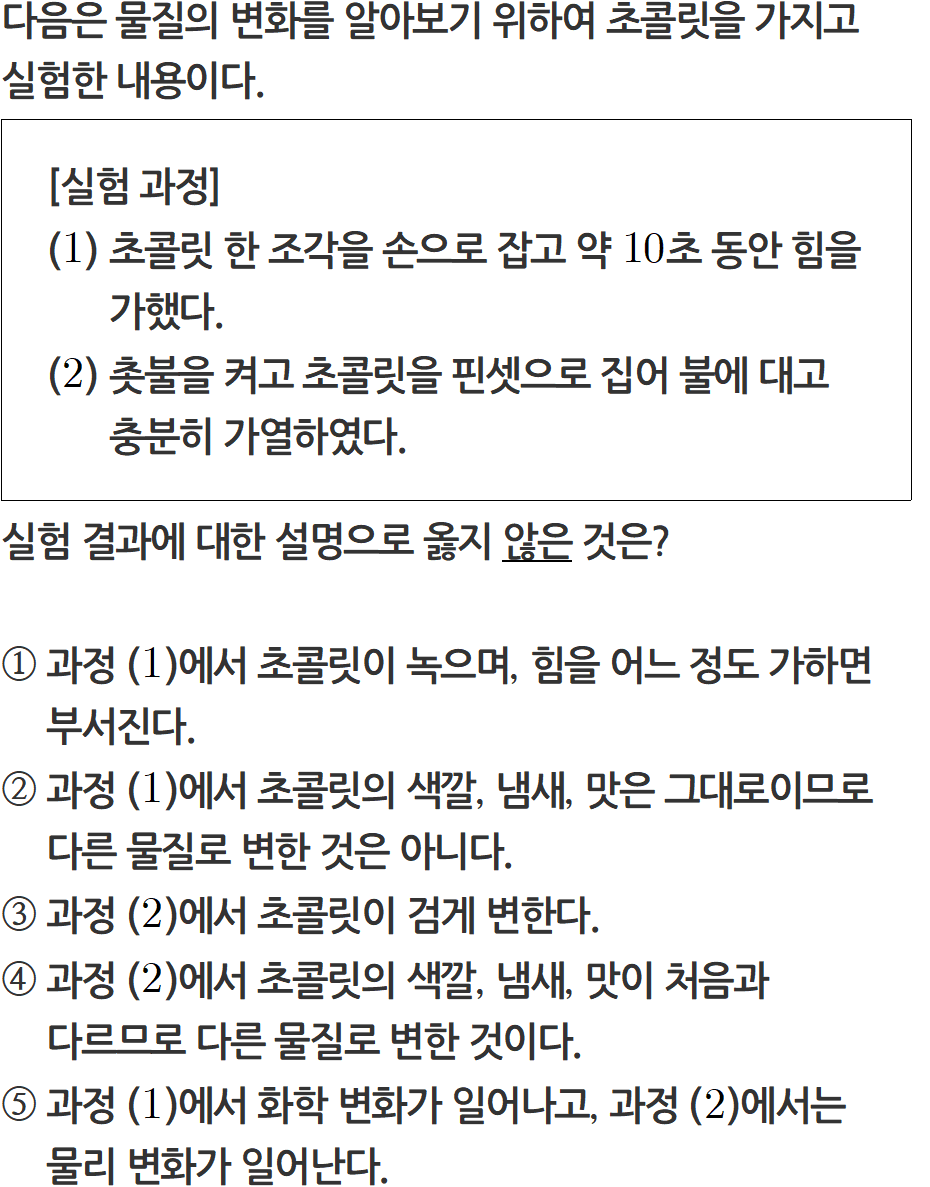 다음은 물질의 변화를 알아보기 위하여 초콜릿을 가지고
실험한 내용이다.
[실험 과정]
(1) 초콜릿 한 조각을 손으로 잡고 약 10초 동안 힘을
가했다.
(2) 촛불을 켜고 초콜릿을 핀셋으로 집어 불에 대고
충분히 가열하였다.
실험 결과에 대한 설명으로 옳지 않은 것은?
① 과정 (1)에서 초콜릿이 녹으며, 힘을 어느 정도 가하면
부서진다.
② 과정 (1)에서 초콜릿의 색깔, 냄새, 맛은 그대로이므로
다른 물질로 변한 것은 아니다.
③ 과정 (2)에서 초콜릿이 검게 변한다.
④ 과정 (2)에서 초콜릿의 색깔, 냄새, 맛이 처음과
다르므로 다른 물질로 변한 것이다.
⑤ 과정 (1)에서 화학 변화가 일어나고, 과정 (2)에서는
물리 변화가 일어난다.